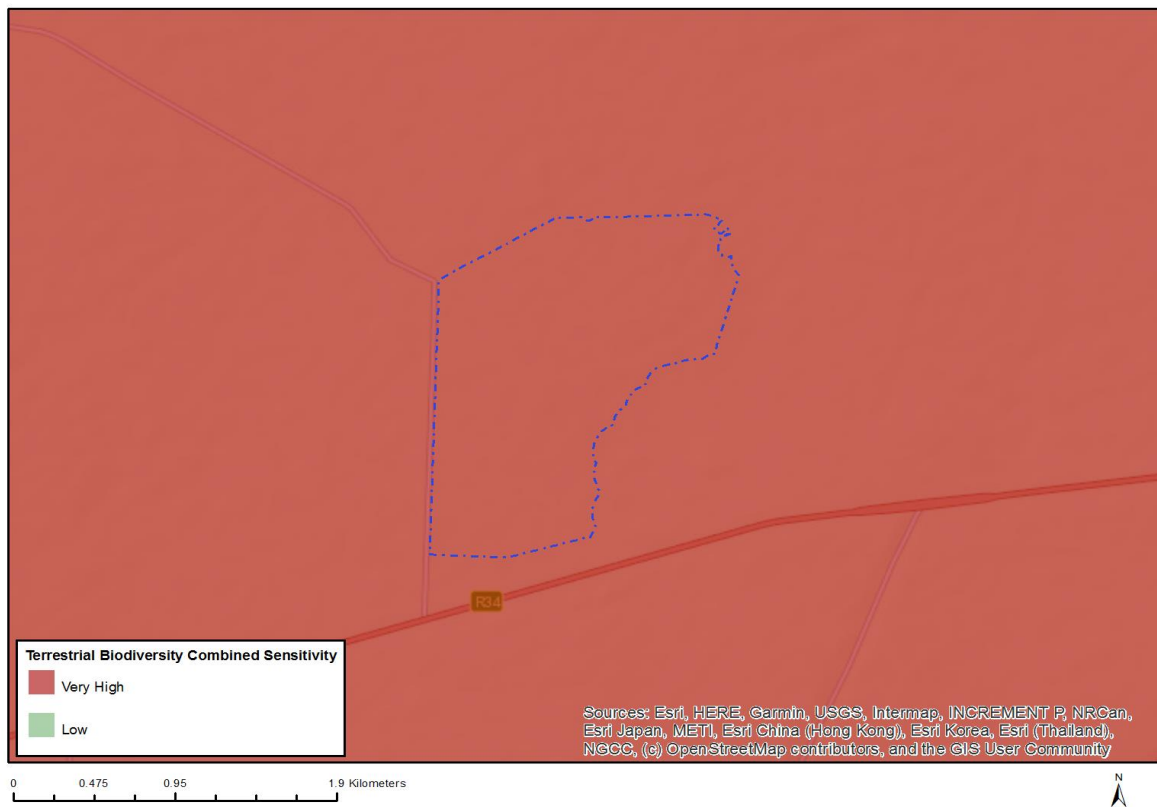 R34
Terrestrial Biodiversity Combined Sensitivity
Very High
Low
Sources: Esri, HERE, Garmin, USGS, Intermap, INCREMENT P, NRCan,
Esri Japan, METI, Esri China (Hong Kong), Esri Korea, Esri (Thailand),
NGCC, (c) OpenStreetMap contributors, and the GIS User Community
0 0.475 0.95 1.9 Kilometers
N